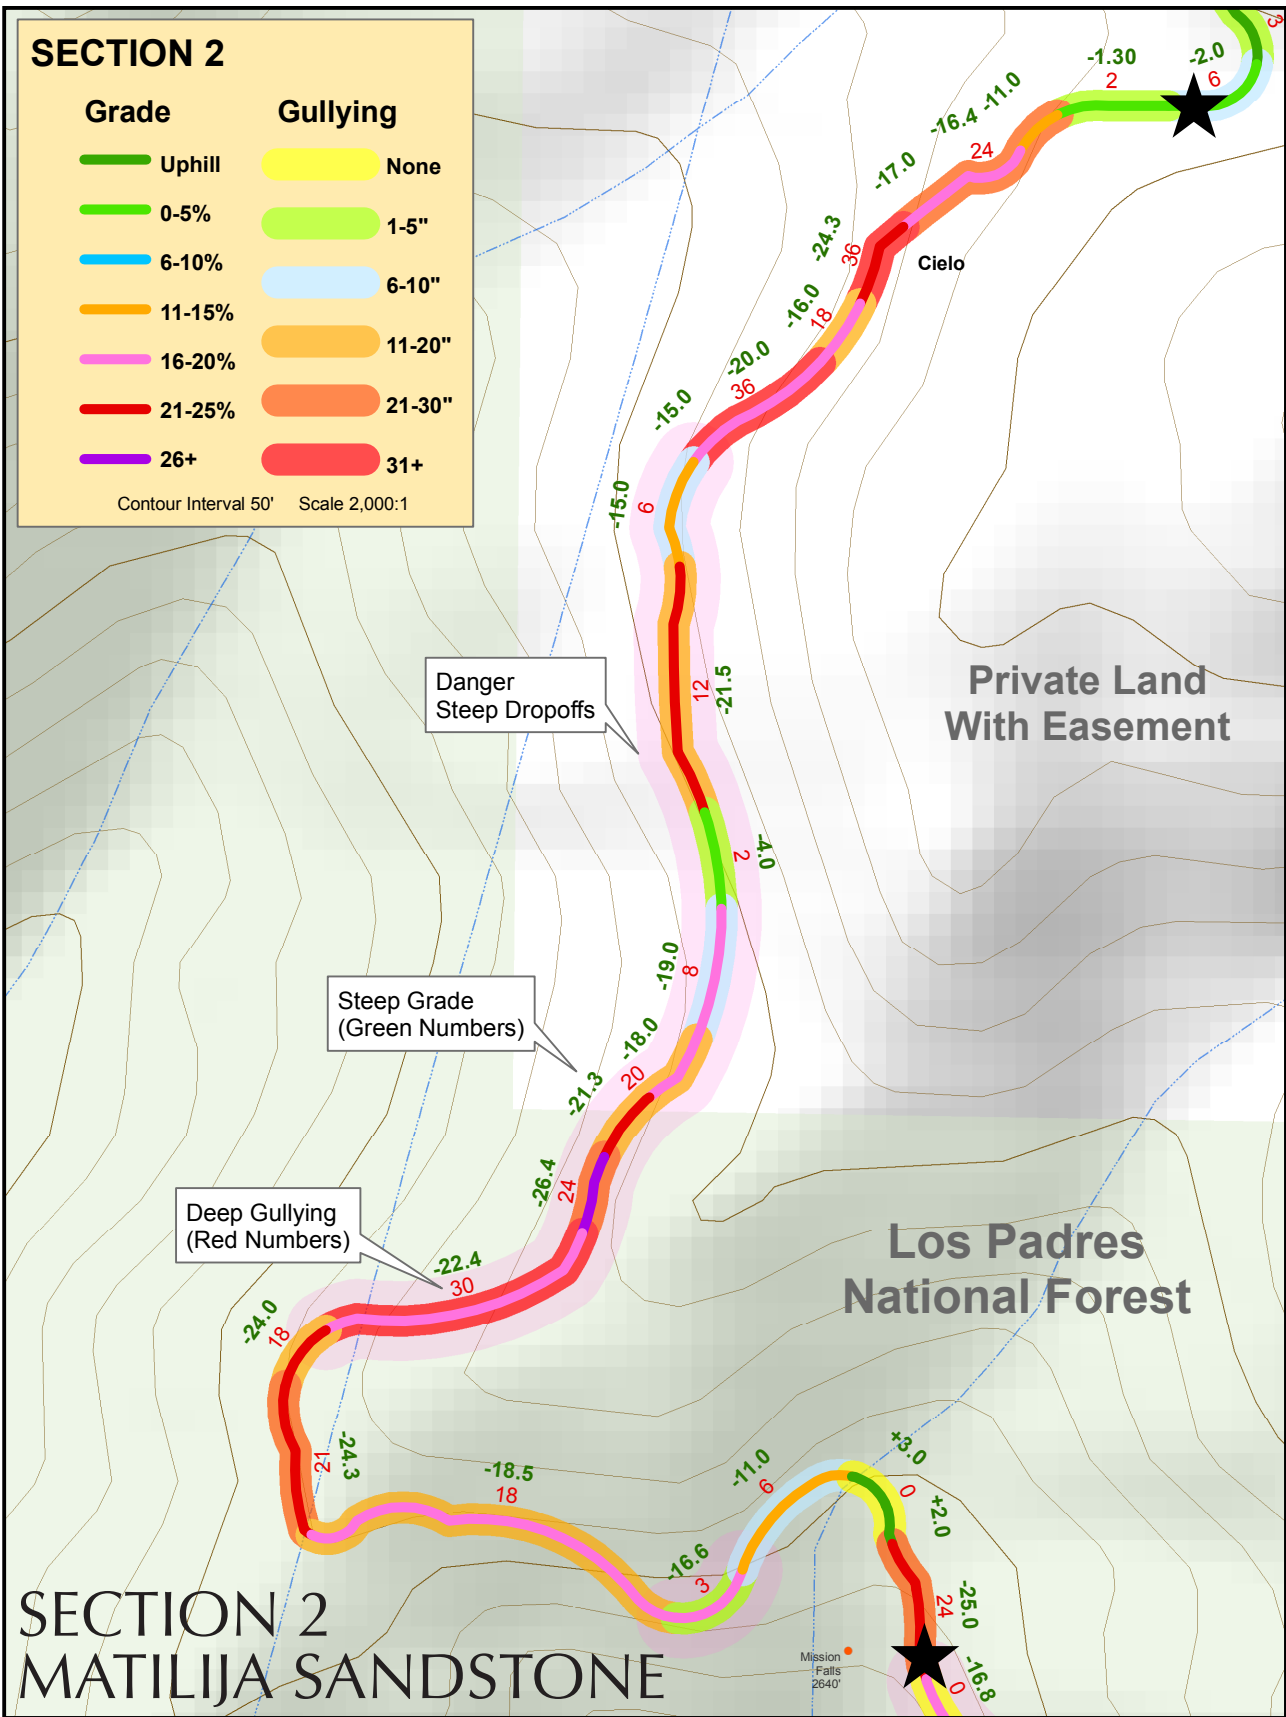 SECTION 2
Grade
Gullying
Uphill
None
0-5%
1-5"
6-10%
6-10"
11-15%
11-20"
16-20%
21-30"
21-25%
31+
26+
Contour Interval 50' Scale 2,000:1
3
-2.0
6
-1.30
2
-11.0
-16.4
24
-17.0
-24.3
36
Cielo
-16.0
18
-20.0
36
-15.0
-15.0
6
Danger
Steep Dropoffs
12
-21.5
Private Land
With Easement
-4.0
2
-19.0
8
Steep Grade
(Green Numbers)
-18.0
20
-21.3
-26.4
24
Deep Gullying
(Red Numbers)
-22.4
30
Los Padres
National Forest
-24.0
18
21
-24.3
-18.5
18
-11.0
6
+3.0
0
+2.0
-16.6
3
-25.0
24
Mission
Falls
2640'
-16.8
0
SECTION 2
MATILIJA SANDSTONE